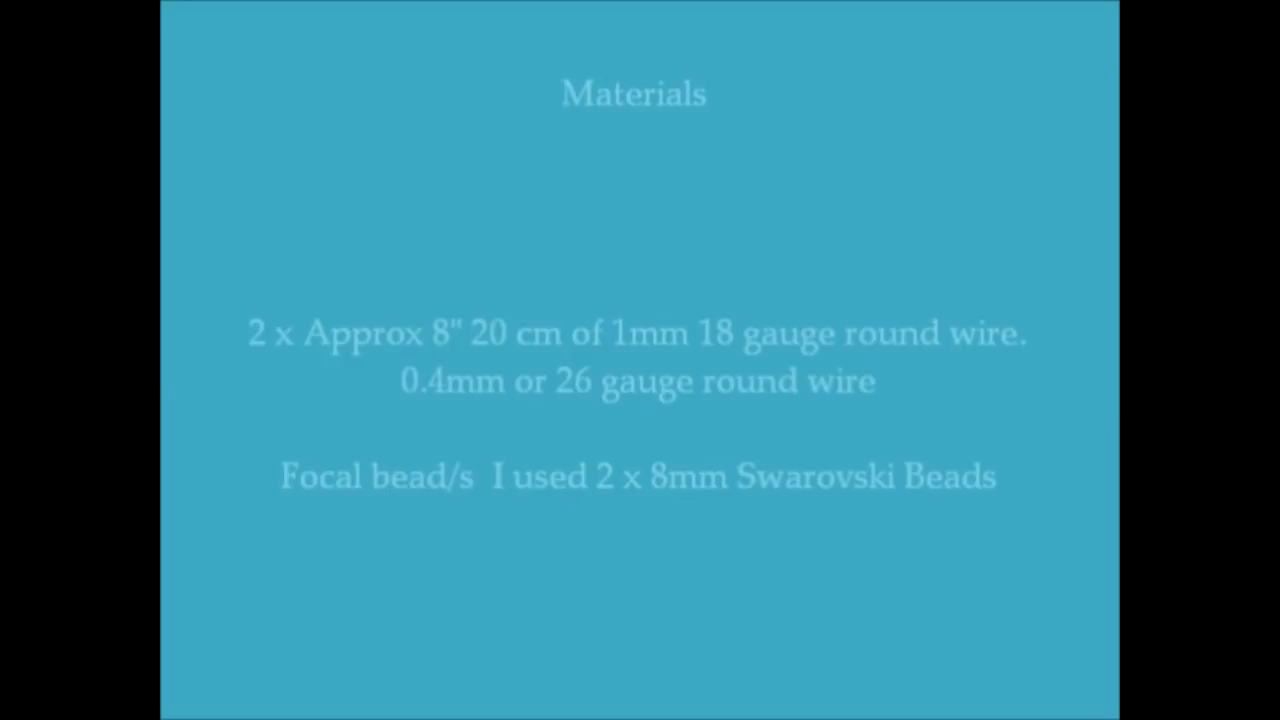 Materials
2 x Approx 8" 20 cm of 1mm 18 gauge round wire.
0.4mm or 26 gauge round wire
Focal bead/s  I used 2 x 8mm Swarovski Beads